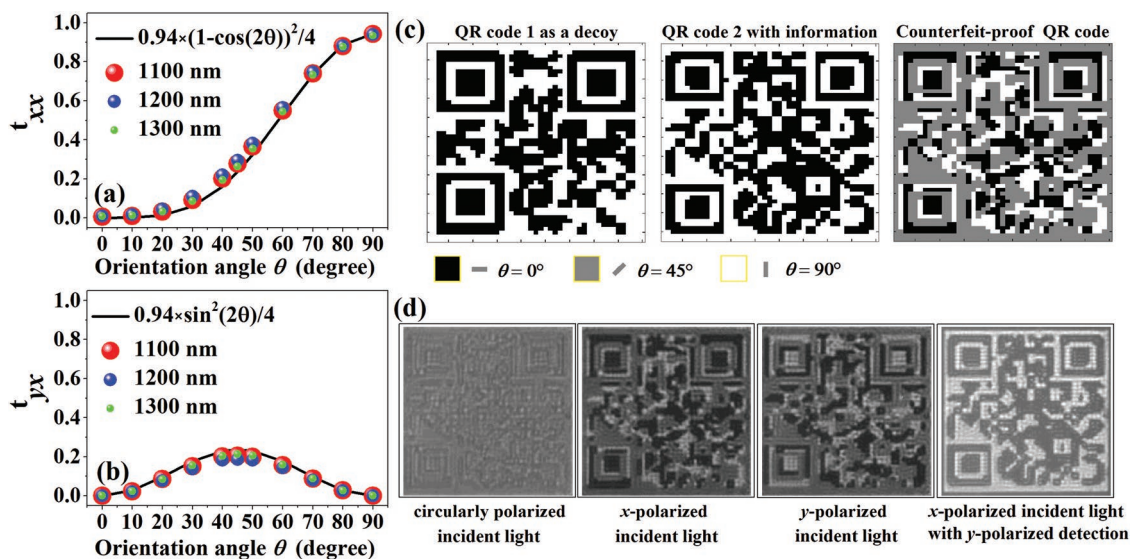 t_xx
1.0
0.8
0.6
0.4
0.2
0.0
0.94×(1-cos(2θ))²/4
1100 nm
1200 nm
1300 nm
(a)
0 10 20 30 40 50 60 70 80 90
Orientation angle θ (degree)
t_yx
1.0
0.8
0.6
0.4
0.2
0.0
0.94×sin²(2θ)/4
1100 nm
1200 nm
1300 nm
(b)
0 10 20 30 40 50 60 70 80 90
Orientation angle θ (degree)
(c)
QR code 1 as a decoy
QR code 2 with information
Counterfeit-proof QR code
θ = 0° θ = 45° θ = 90°
(d)
circularly polarized
incident light
x-polarized
incident light
y-polarized
incident light
x-polarized incident light
with y-polarized detection